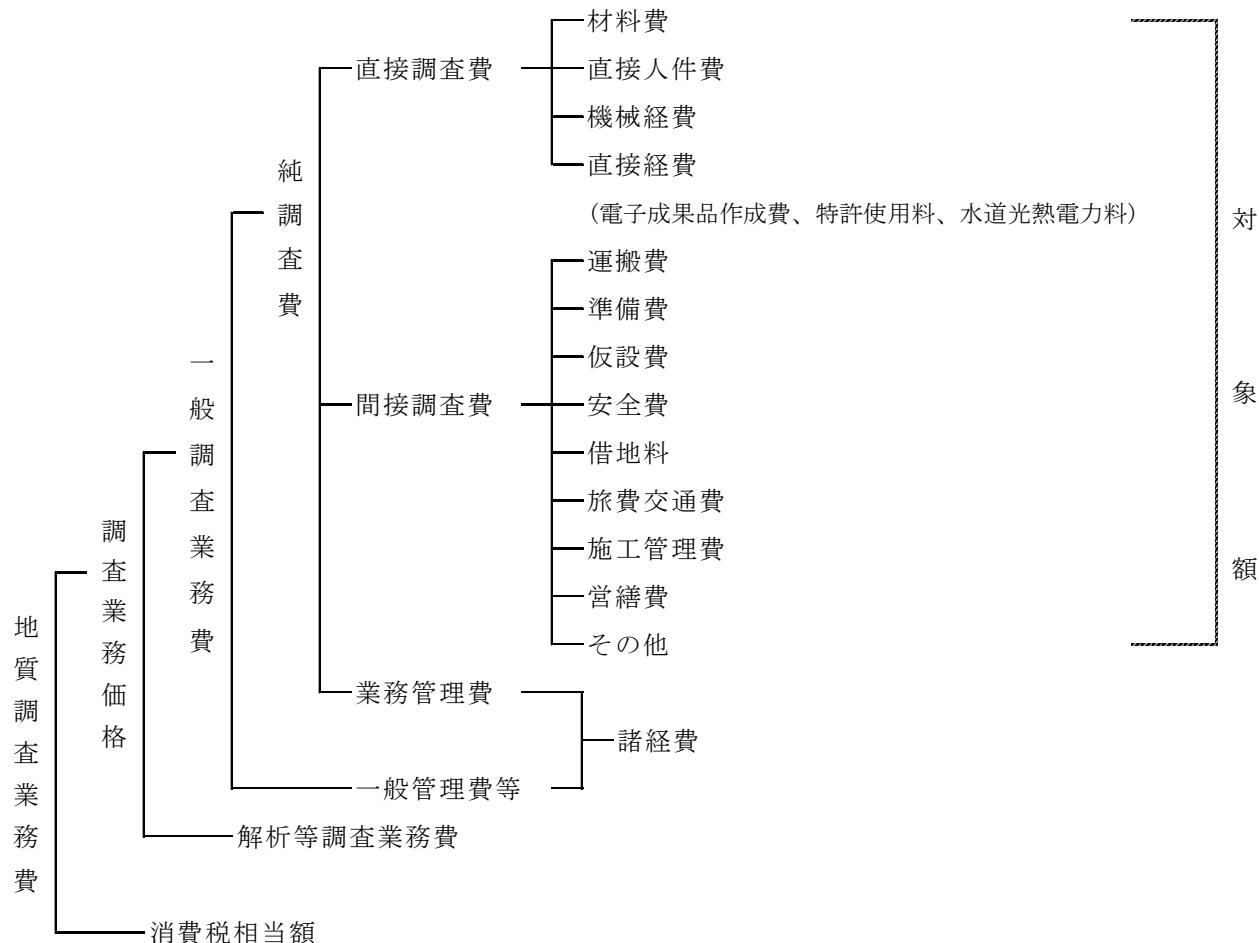 材料費
直接調査費
直接人件費
機械経費
直接経費
(電子成果品作成費、特許使用料、水道光熱電力料)
純調査費
運搬費
準備費
仮設費
間接調査費
安全費
借地料
旅費交通費
施工管理費
営繕費
その他
対象額
一般調査業務費
業務管理費
諸経費
一般管理費等
調査業務価格
解析等調査業務費
地質調査業務費
消費税相当額